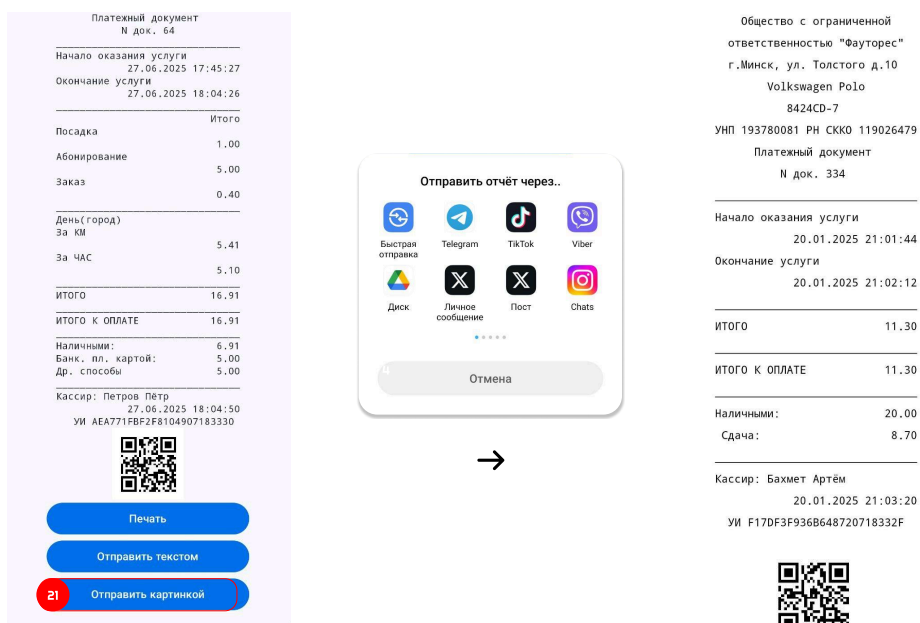 Платежный документ
N док. 64
Начало оказания услуги
27.06.2025 17:45:27
Окончание услуги
27.06.2025 18:04:26
Итого
Посадка
1.00
Абонирование
5.00
Заказ
0.40
День(город)
За КМ
5.41
За ЧАС
5.10
ИТОГО 16.91
ИТОГО К ОПЛАТЕ 16.91
Наличными: 6.91
Банк. пл. картой: 5.00
Др. способы 5.00
Кассир: Петров Пётр
27.06.2025 18:04:50
УИ AEA771FBF2F8104907183330
Печать
Отправить текстом
21 Отправить картинкой
Отправить отчёт через..
Быстрая отправка
Telegram
TikTok
Viber
Диск
Личное сообщение
Пост
Chats
4
Отмена
Общество с ограниченной
ответственностью "Фауторес"
г.Минск, ул. Толстого д.10
Volkswagen Polo
8424CD-7
УНП 193780081 РН СККО 119026479
Платежный документ
N док. 334
Начало оказания услуги
20.01.2025 21:01:44
Окончание услуги
20.01.2025 21:02:12
ИТОГО 11.30
ИТОГО К ОПЛАТЕ 11.30
Наличными: 20.00
Сдача: 8.70
Кассир: Бахмет Артём
20.01.2025 21:03:20
УИ F17DF3F936B648720718332F